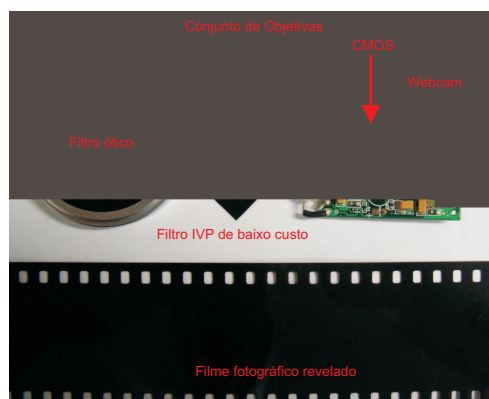 Conjunto de Objetivas
CMOS
Webcam
Filtro ótico
Filtro IVP de baixo custo
Filme fotográfico revelado